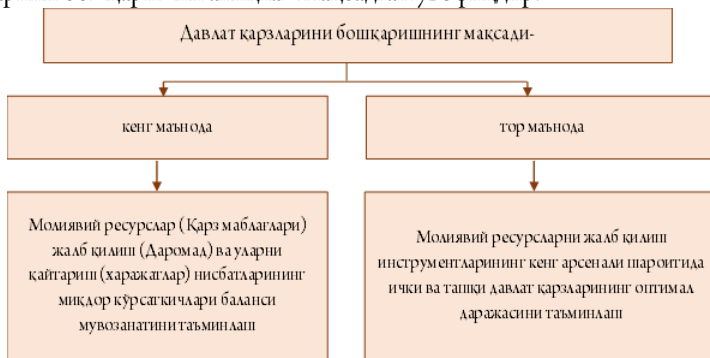 Давлат қарзларини бошқаришнинг мақсади-
кенг маънода
тор маънода
Молиявий ресурслар (Қарз маблағлари)
жалб қилиш (Даромад) ва уларни
қайтариш (харажатлар) нисбатларининг
миқдор кўрсаткичлари баланси
мувозанатини таъминлаш
Молиявий ресурсларни жалб қилиш
инструментларининг кенг арсенали шароитида
ички ва ташқи давлат қарзларининг оптимал
даражасини таъминлаш